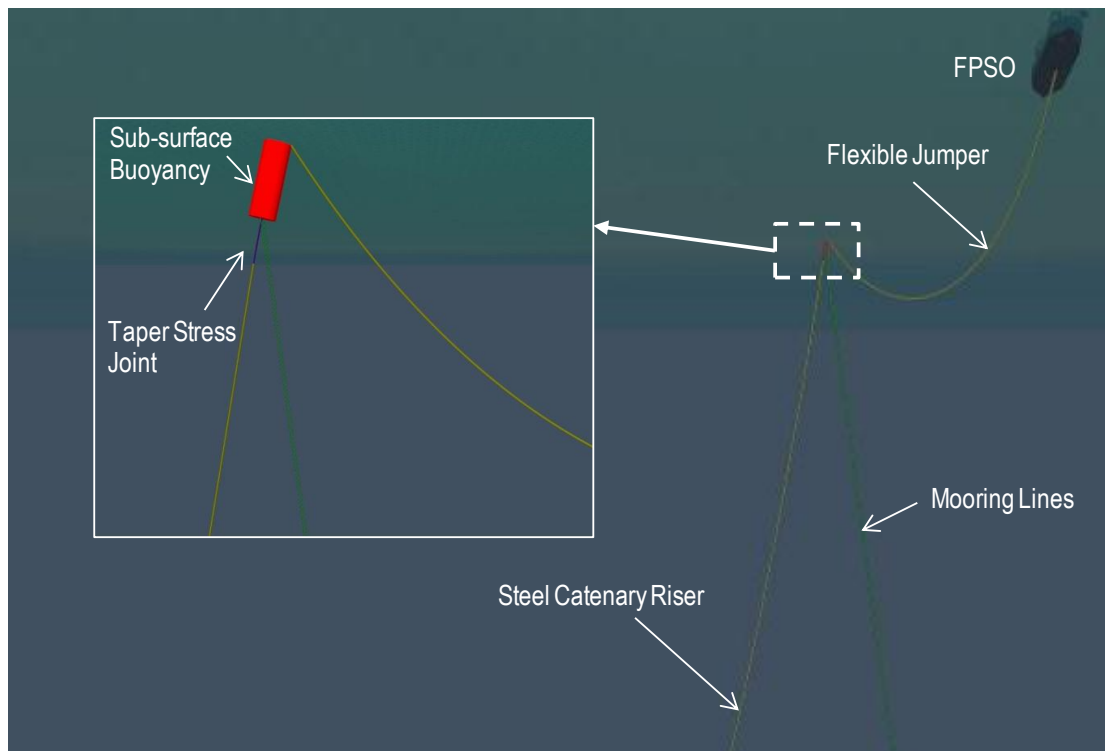 FPSO
Sub-surface
Buoyancy
Flexible Jumper
Taper Stress
Joint
Mooring Lines
Steel Catenary Riser